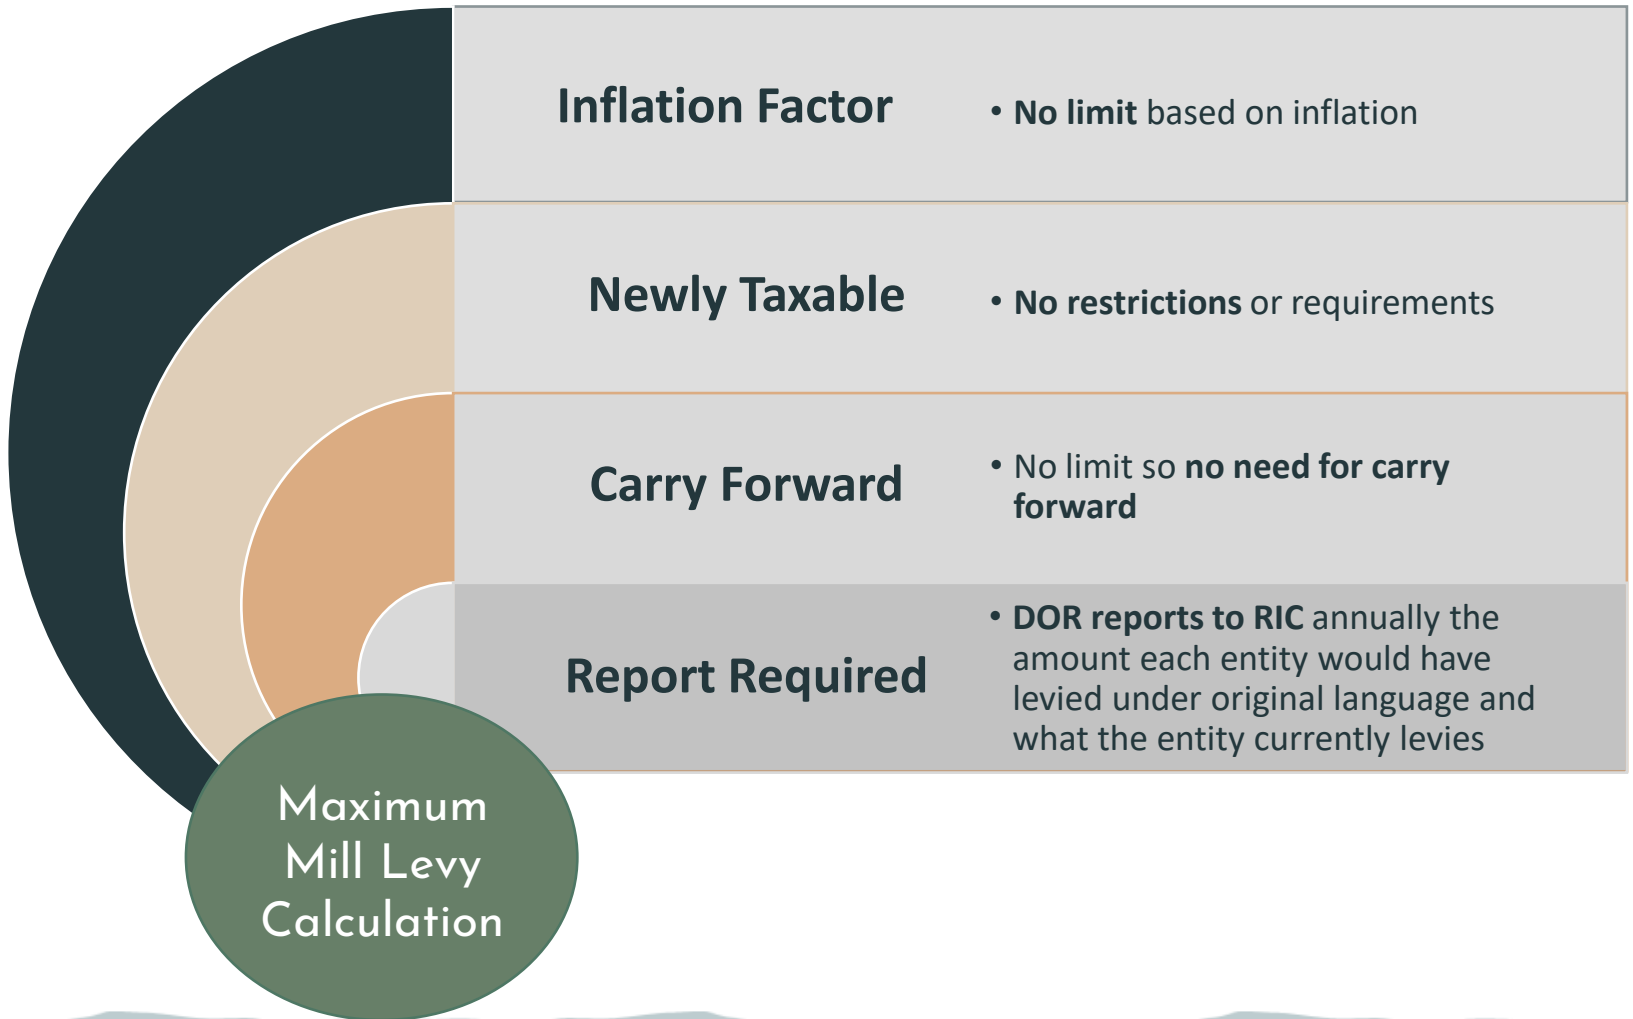 Inflation Factor
• No limit based on inflation
Newly Taxable
• No restrictions or requirements
Carry Forward
• No limit so no need for carry
forward
Report Required
• DOR reports to RIC annually the
amount each entity would have
levied under original language and
what the entity currently levies
Maximum
Mill Levy
Calculation